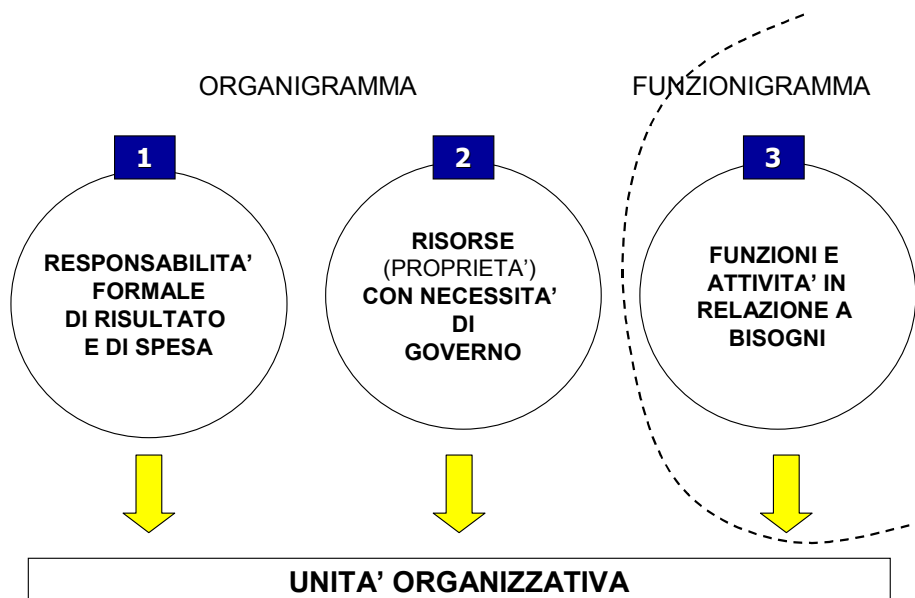 ORGANIGRAMMA
FUNZIONIGRAMMA
1
RESPONSABILITA’
FORMALE
DI RISULTATO
E DI SPESA
2
RISORSE
(PROPRIETA’)
CON NECESSITA’
DI
GOVERNO
3
FUNZIONI E
ATTIVITA’ IN
RELAZIONE A
BISOGNI
UNITA’ ORGANIZZATIVA